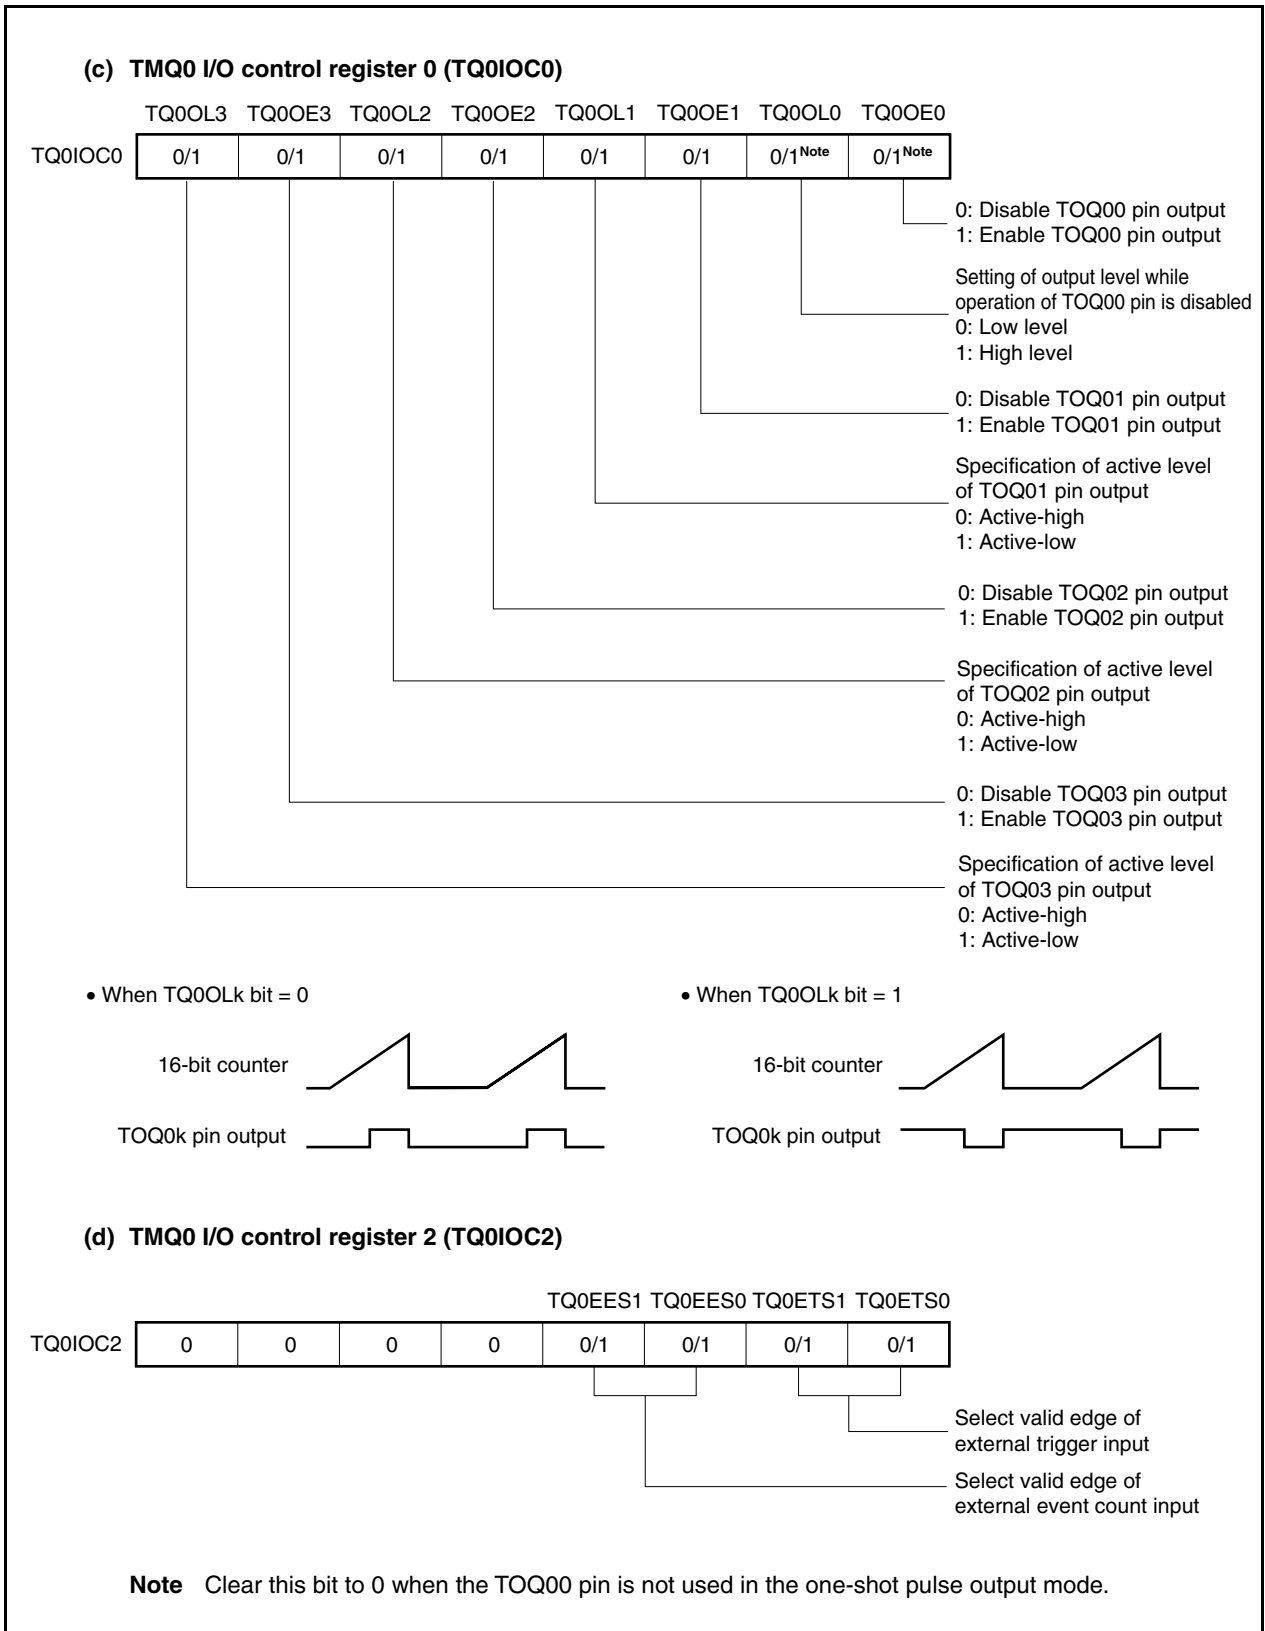 (c) TMQ0 I/O control register 0 (TQ0IOC0)
TQ0OL3 TQ0OE3 TQ0OL2 TQ0OE2 TQ0OL1 TQ0OE1 TQ0OL0 TQ0OE0
TQ0IOC0 0/1 0/1 0/1 0/1 0/1 0/1 0/1Note 0/1Note
0: Disable TOQ00 pin output
1: Enable TOQ00 pin output
Setting of output level while
operation of TOQ00 pin is disabled
0: Low level
1: High level
0: Disable TOQ01 pin output
1: Enable TOQ01 pin output
Specification of active level
of TOQ01 pin output
0: Active-high
1: Active-low
0: Disable TOQ02 pin output
1: Enable TOQ02 pin output
Specification of active level
of TOQ02 pin output
0: Active-high
1: Active-low
0: Disable TOQ03 pin output
1: Enable TOQ03 pin output
Specification of active level
of TOQ03 pin output
0: Active-high
1: Active-low
• When TQ0OLk bit = 0
16-bit counter
TOQ0k pin output
• When TQ0OLk bit = 1
16-bit counter
TOQ0k pin output
(d) TMQ0 I/O control register 2 (TQ0IOC2)
TQ0EES1 TQ0EES0 TQ0ETS1 TQ0ETS0
TQ0IOC2 0 0 0 0 0/1 0/1 0/1 0/1
Select valid edge of
external trigger input
Select valid edge of
external event count input
Note Clear this bit to 0 when the TOQ00 pin is not used in the one-shot pulse output mode.